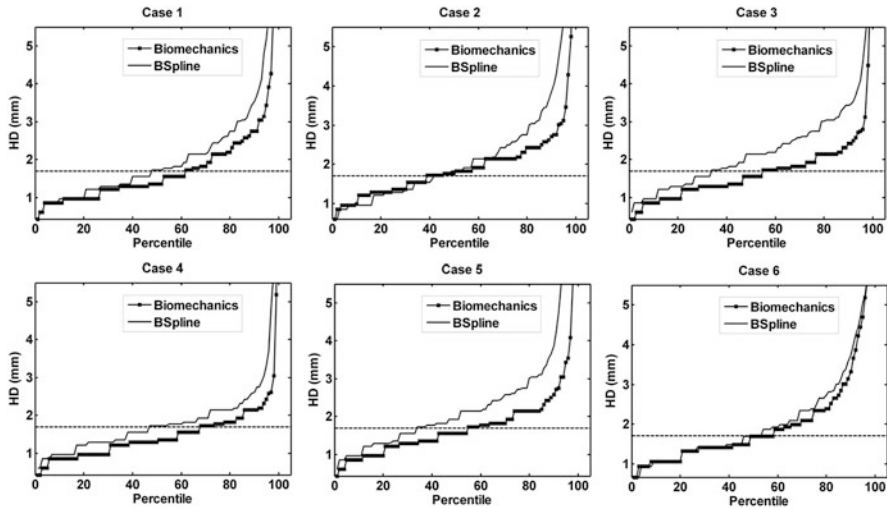 Case 1
5
4
3
2
1
HD (mm)
Biomechanics
BSpline
0 20 40 60 80 100
Percentile
Case 2
5
4
3
2
1
HD (mm)
Biomechanics
BSpline
0 20 40 60 80 100
Percentile
Case 3
5
4
3
2
1
HD (mm)
Biomechanics
BSpline
0 20 40 60 80 100
Percentile
Case 4
5
4
3
2
1
HD (mm)
Biomechanics
BSpline
0 20 40 60 80 100
Percentile
Case 5
5
4
3
2
1
HD (mm)
Biomechanics
BSpline
0 20 40 60 80 100
Percentile
Case 6
5
4
3
2
1
HD (mm)
Biomechanics
BSpline
0 20 40 60 80 100
Percentile